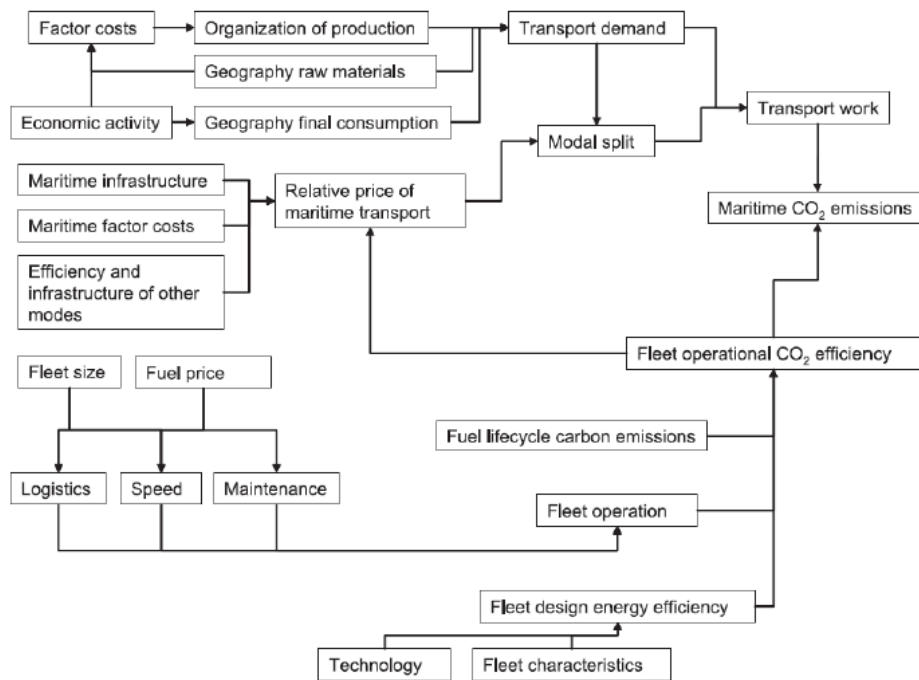 Factor costs
Organization of production
Transport demand
Geography raw materials
Economic activity
Geography final consumption
Transport work
Modal split
Maritime infrastructure
Relative price of
maritime transport
Maritime factor costs
Maritime CO₂ emissions
Efficiency and
infrastructure of other
modes
Fleet operational CO₂ efficiency
Fleet size
Fuel price
Fuel lifecycle carbon emissions
Logistics
Speed
Maintenance
Fleet operation
Fleet design energy efficiency
Technology
Fleet characteristics